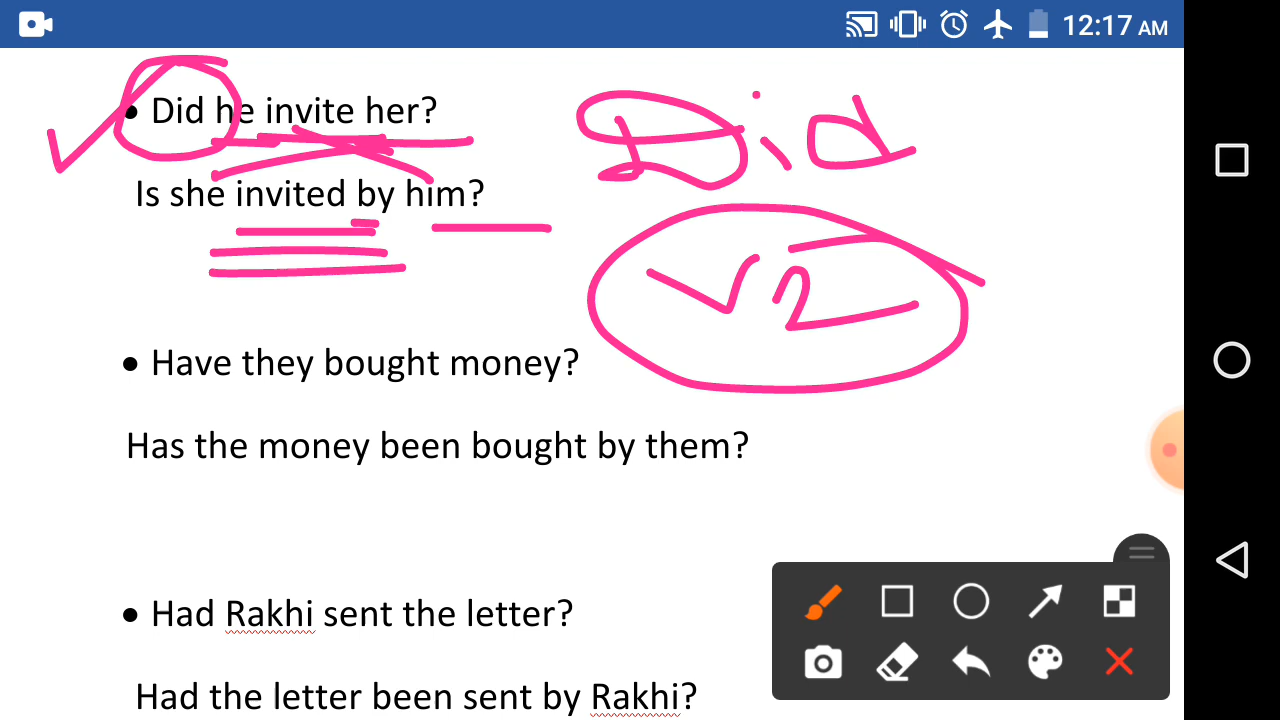 12:17 AM
• Did he invite her?
Did
Is she invited by him?
V2
• Have they bought money?
Has the money been bought by them?
• Had Rakhi sent the letter?
Had the letter been sent by Rakhi?